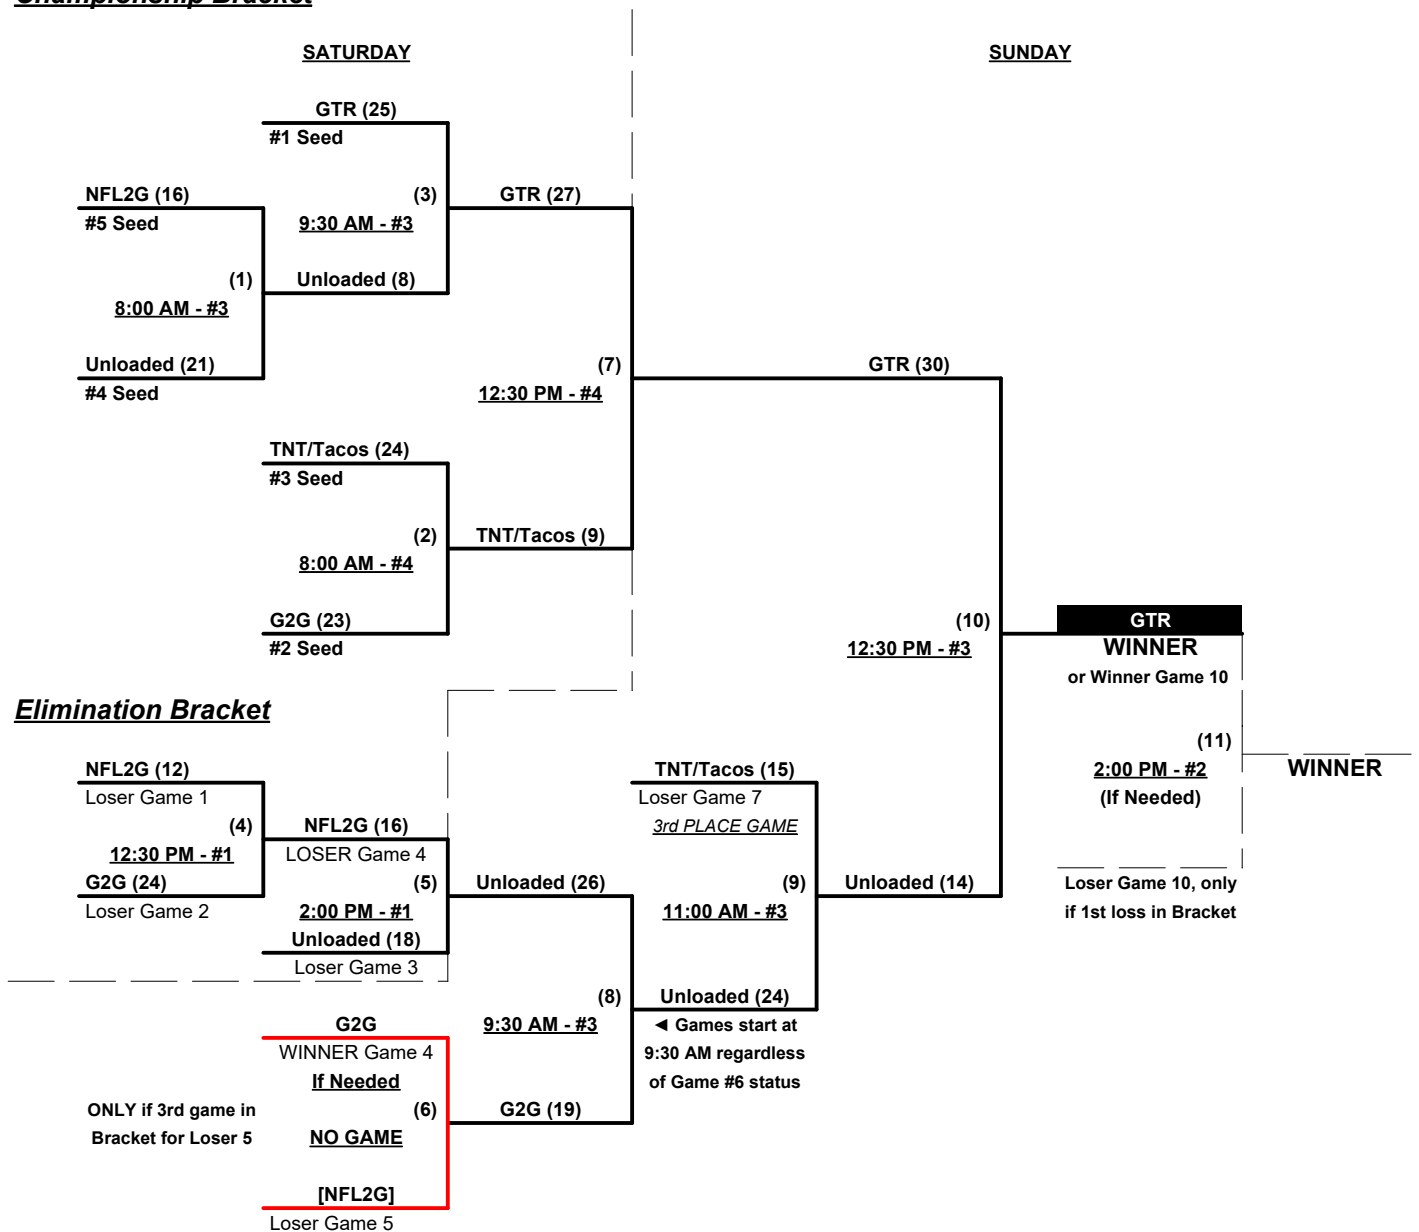 Championship Bracket
SATURDAY
SUNDAY
GTR (25)
#1 Seed
NFL2G (16)
(3)
GTR (27)
#5 Seed
9:30 AM - #3
(1)
Unloaded (8)
8:00 AM - #3
Unloaded (21)
(7)
GTR (30)
#4 Seed
12:30 PM - #4
TNT/Tacos (24)
#3 Seed
(2)
TNT/Tacos (9)
8:00 AM - #4
G2G (23)
(10)
GTR
#2 Seed
12:30 PM - #3
WINNER
or Winner Game 10
Elimination Bracket
(11)
NFL2G (12)
TNT/Tacos (15)
2:00 PM - #2
WINNER
Loser Game 1
Loser Game 7
(If Needed)
(4)
NFL2G (16)
3rd PLACE GAME
12:30 PM - #1
LOSER Game 4
G2G (24)
(5)
Unloaded (26)
(9)
Unloaded (14)
Loser Game 10, only
Loser Game 2
2:00 PM - #1
11:00 AM - #3
if 1st loss in Bracket
Unloaded (18)
Loser Game 3
(8)
Unloaded (24)
G2G
9:30 AM - #3
◄ Games start at
WINNER Game 4
9:30 AM regardless
If Needed
of Game #6 status
ONLY if 3rd game in
(6)
G2G (19)
Bracket for Loser 5
NO GAME
[NFL2G]
Loser Game 5